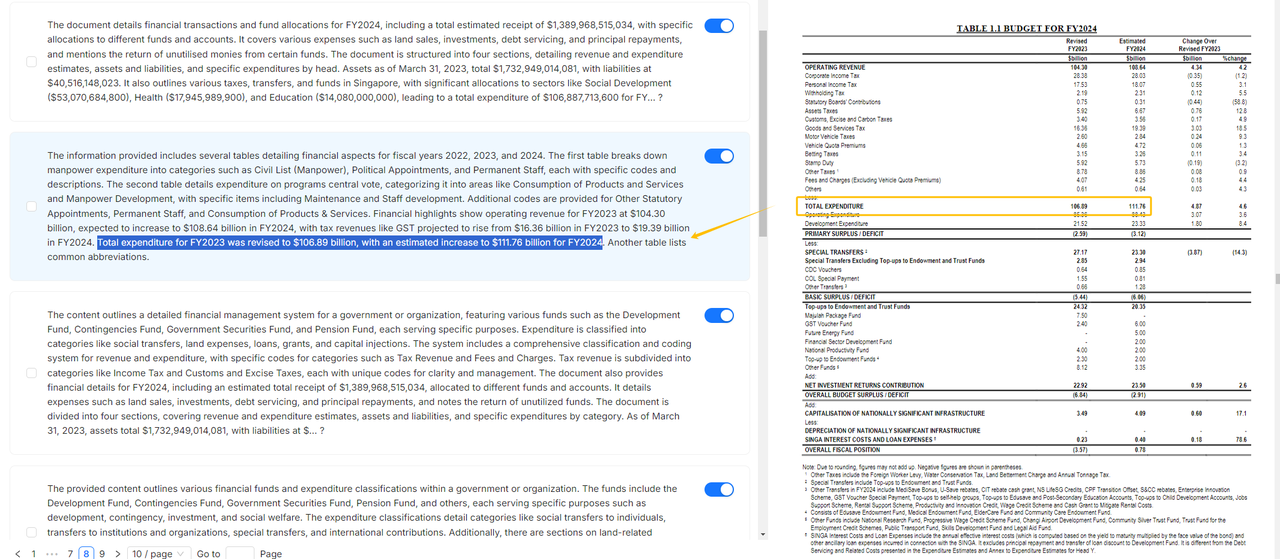 The document details financial transactions and fund allocations for FY2024, including a total estimated receipt of $1,389,968,515,034, with specific
allocations to different funds and accounts. It covers various expenses such as land sales, investments, debt servicing, and principal repayments,
and mentions the return of unutilised monies from certain funds. The document is structured into four sections, detailing revenue and expenditure
estimates, assets and liabilities, and specific expenditures by head. Assets as of March 31, 2023, total $1,732,949,014,081, with liabilities at
$40,516,148,023. It also outlines various taxes, transfers, and funds in Singapore, with significant allocations to sectors like Social Development
($53,070,684,800), Health ($17,945,989,900), and Education ($14,080,000,000), leading to a total expenditure of $106,887,713,600 for FY... ?
The information provided includes several tables detailing financial aspects for fiscal years 2022, 2023, and 2024. The first table breaks down
manpower expenditure into categories such as Civil List (Manpower), Political Appointments, and Permanent Staff, each with specific codes and
descriptions. The second table details expenditure on programs central vote, categorizing it into areas like Consumption of Products and Services
and Manpower Development, with specific items including Maintenance and Staff development. Additional codes are provided for Other Statutory
Appointments, Permanent Staff, and Consumption of Products & Services. Financial highlights show operating revenue for FY2023 at $104.30
billion, expected to increase to $108.64 billion in FY2024, with tax revenues like GST projected to rise from $16.36 billion in FY2023 to $19.39 billion
in FY2024. Total expenditure for FY2023 was revised to $106.89 billion, with an estimated increase to $111.76 billion for FY2024. Another table lists
common abbreviations.
The content outlines a detailed financial management system for a government or organization, featuring various funds such as the Development
Fund, Contingencies Fund, Government Securities Fund, and Pension Fund, each serving specific purposes. Expenditure is classified into
categories like social transfers, land expenses, loans, grants, and capital injections. The system includes a comprehensive classification and coding
system for revenue and expenditure, with specific codes for categories such as Tax Revenue and Fees and Charges. Tax revenue is subdivided into
categories like Income Tax and Customs and Excise Taxes, each with unique codes for clarity and management. The document also provides
financial details for FY2024, including an estimated total receipt of $1,389,968,515,034, allocated to different funds and accounts. It details
expenses such as land sales, investments, debt servicing, and principal repayments, and notes the return of unutilized funds. The document is
divided into four sections, covering revenue and expenditure estimates, assets and liabilities, and specific expenditures by category. As of March
31, 2023, assets total $1,732,949,014,081, with liabilities at $... ?
The provided content outlines various financial funds and expenditure classifications within a government or organization. The funds include the
Development Fund, Contingencies Fund, Government Securities Fund, Pension Fund, and others, each serving specific purposes such as
development, contingency, investment, and social welfare. The expenditure classifications detail categories like social transfers to individuals,
transfers to institutions and organizations, special transfers, and international contributions. Additionally, there are sections on land-related
1 ••• 7 8 9 10 / page Go to Page
TABLE 1.1 BUDGET FOR FY2024
Revised FY2023 Estimated FY2024 Change Over Revised FY2023
$billion $billion $billion %change
OPERATING REVENUE 104.30 108.64 4.34 4.2
Corporate Income Tax 28.38 28.03 (0.35) (1.2)
Personal Income Tax 17.53 18.07 0.55 3.1
Withholding Tax 2.19 2.31 0.12 5.5
Statutory Boards' Contributions 0.75 0.31 (0.44) (58.8)
Assets Taxes 5.92 6.67 0.76 12.8
Customs, Excise and Carbon Taxes 3.40 3.56 0.17 4.9
Goods and Services Tax 16.36 19.39 3.03 18.5
Motor Vehicle Taxes 2.60 2.84 0.24 9.3
Vehicle Quota Premiums 4.66 4.72 0.06 1.3
Betting Taxes 3.15 3.26 0.11 3.4
Stamp Duty 5.92 5.73 (0.19) (3.2)
Other Taxes ¹ 8.78 8.86 0.08 0.9
Fees and Charges (Excluding Vehicle Quota Premiums) 4.07 4.25 0.18 4.4
Others 0.61 0.64 0.03 4.3
Less:
TOTAL EXPENDITURE 106.89 111.76 4.87 4.6
Operating Expenditure 85.36 88.43 3.07 3.6
Development Expenditure 21.52 23.33 1.80 8.4
PRIMARY SURPLUS / DEFICIT (2.59) (3.12)
Less:
SPECIAL TRANSFERS ² 27.17 23.30 (3.87) (14.3)
Special Transfers Excluding Top-ups to Endowment and Trust Funds 2.85 2.94
CDC Vouchers 0.64 0.85
COL Special Payment 1.55 0.81
Other Transfers ³ 0.66 1.28
BASIC SURPLUS / DEFICIT (5.44) (6.06)
Top-ups to Endowment and Trust Funds 24.32 20.35
Majulah Package Fund 7.50 -
GST Voucher Fund 2.40 6.00
Future Energy Fund - 5.00
Financial Sector Development Fund - 2.00
National Productivity Fund 4.00 2.00
Top-up to Endowment Funds ⁴ 2.30 2.00
Other Funds ⁵ 8.12 3.35
Add:
NET INVESTMENT RETURNS CONTRIBUTION 22.92 23.50 0.59 2.6
OVERALL BUDGET SURPLUS / DEFICIT (6.84) (2.91)
Add:
CAPITALISATION OF NATIONALLY SIGNIFICANT INFRASTRUCTURE 3.49 4.09 0.60 17.1
Less:
DEPRECIATION OF NATIONALLY SIGNIFICANT INFRASTRUCTURE - - - -
SINGA INTEREST COSTS AND LOAN EXPENSES ⁶ 0.23 0.40 0.18 78.6
OVERALL FISCAL POSITION (3.57) 0.78
Note: Due to rounding, figures may not add up. Negative figures are shown in parentheses.
¹ Other Taxes include the Foreign Worker Levy, Water Conservation Tax, Land Betterment Charge and Annual Tonnage Tax.
² Special Transfers include Top-ups to Endowment and Trust Funds.
³ Other Transfers in FY2024 include MediSave Bonus, U-Save rebates, CIT rebate cash grant, NS LifeSG Credits, CPF Transition Offset, S&CC rebates, Enterprise Innovation
Scheme, GST Voucher Special Payment, Top-ups to self-help groups, Top-ups to Edusave and Post-Secondary Education Accounts, Top-ups to Child Development Accounts, Jobs
Support Scheme, Rental Support Scheme, Productivity and Innovation Credit, Wage Credit Scheme and Cash Grant to Mitigate Rental Costs.
⁴ Consists of Edusave Endowment Fund, Medical Endowment Fund, ElderCare Fund and Community Care Endowment Fund.
⁵ Other Funds include National Research Fund, Progressive Wage Credit Scheme Fund, Changi Airport Development Fund, Community Silver Trust Fund, Trust Fund for the
Employment Credit Schemes, Public Transport Fund, Skills Development Fund and Legal Aid Fund.
⁶ SINGA Interest Costs and Loan Expenses include the annual effective interest costs (which is computed based on the yield to maturity multiplied by the face value of the bond) and
other ancillary loan expenses incurred in connection with the SINGA. It excludes principal repayment and transfer of loan discount to Development Fund. It is different from the Debt
Servicing and Related Costs presented in the Expenditure Estimates and Annex to Expenditure Estimates for Head Y.